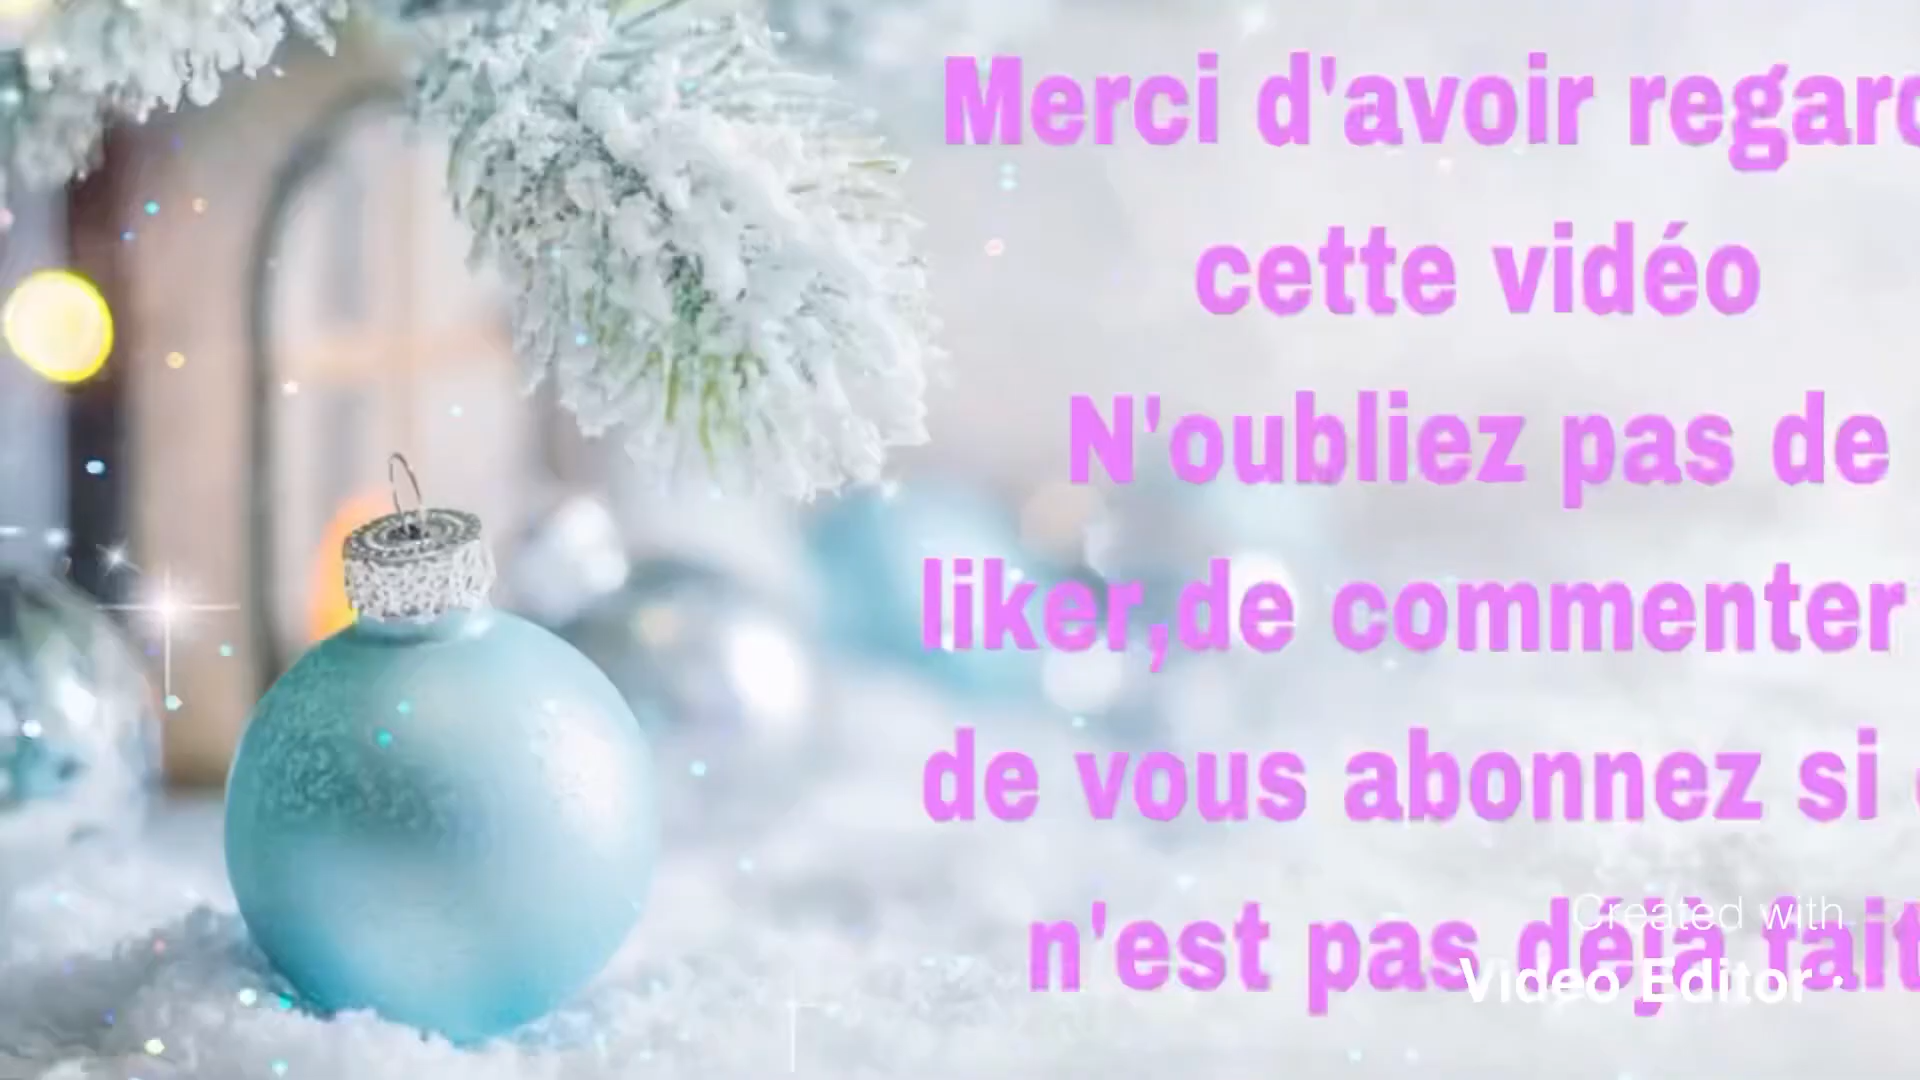 Merci d'avoir regard
cette vidéo
N'oubliez pas de
liker,de commenter
de vous abonnez si
n'est pas déjà fait
Created with
Video Editor